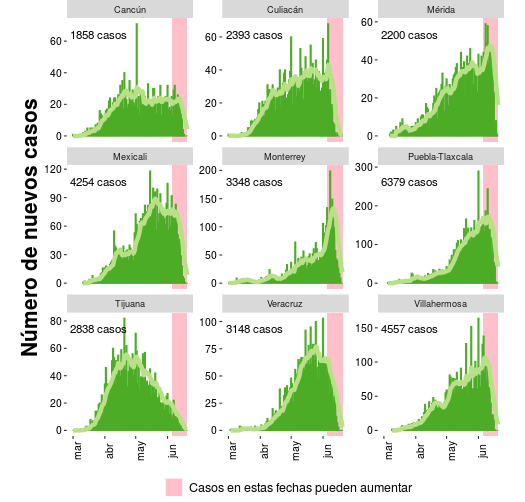 Número de nuevos casos
Cancún
Culiacán
Mérida
1858 casos
2393 casos
2200 casos
60
40
20
0
60
40
20
0
60
40
20
0
Mexicali
Monterrey
Puebla-Tlaxcala
4254 casos
3348 casos
6379 casos
120
90
60
30
0
200
150
100
50
0
300
200
100
0
Tijuana
Veracruz
Villahermosa
2838 casos
3148 casos
4557 casos
80
60
40
20
0
100
75
50
25
0
150
100
50
0
mar
abr
may
jun
mar
abr
may
jun
mar
abr
may
jun
Casos en estas fechas pueden aumentar